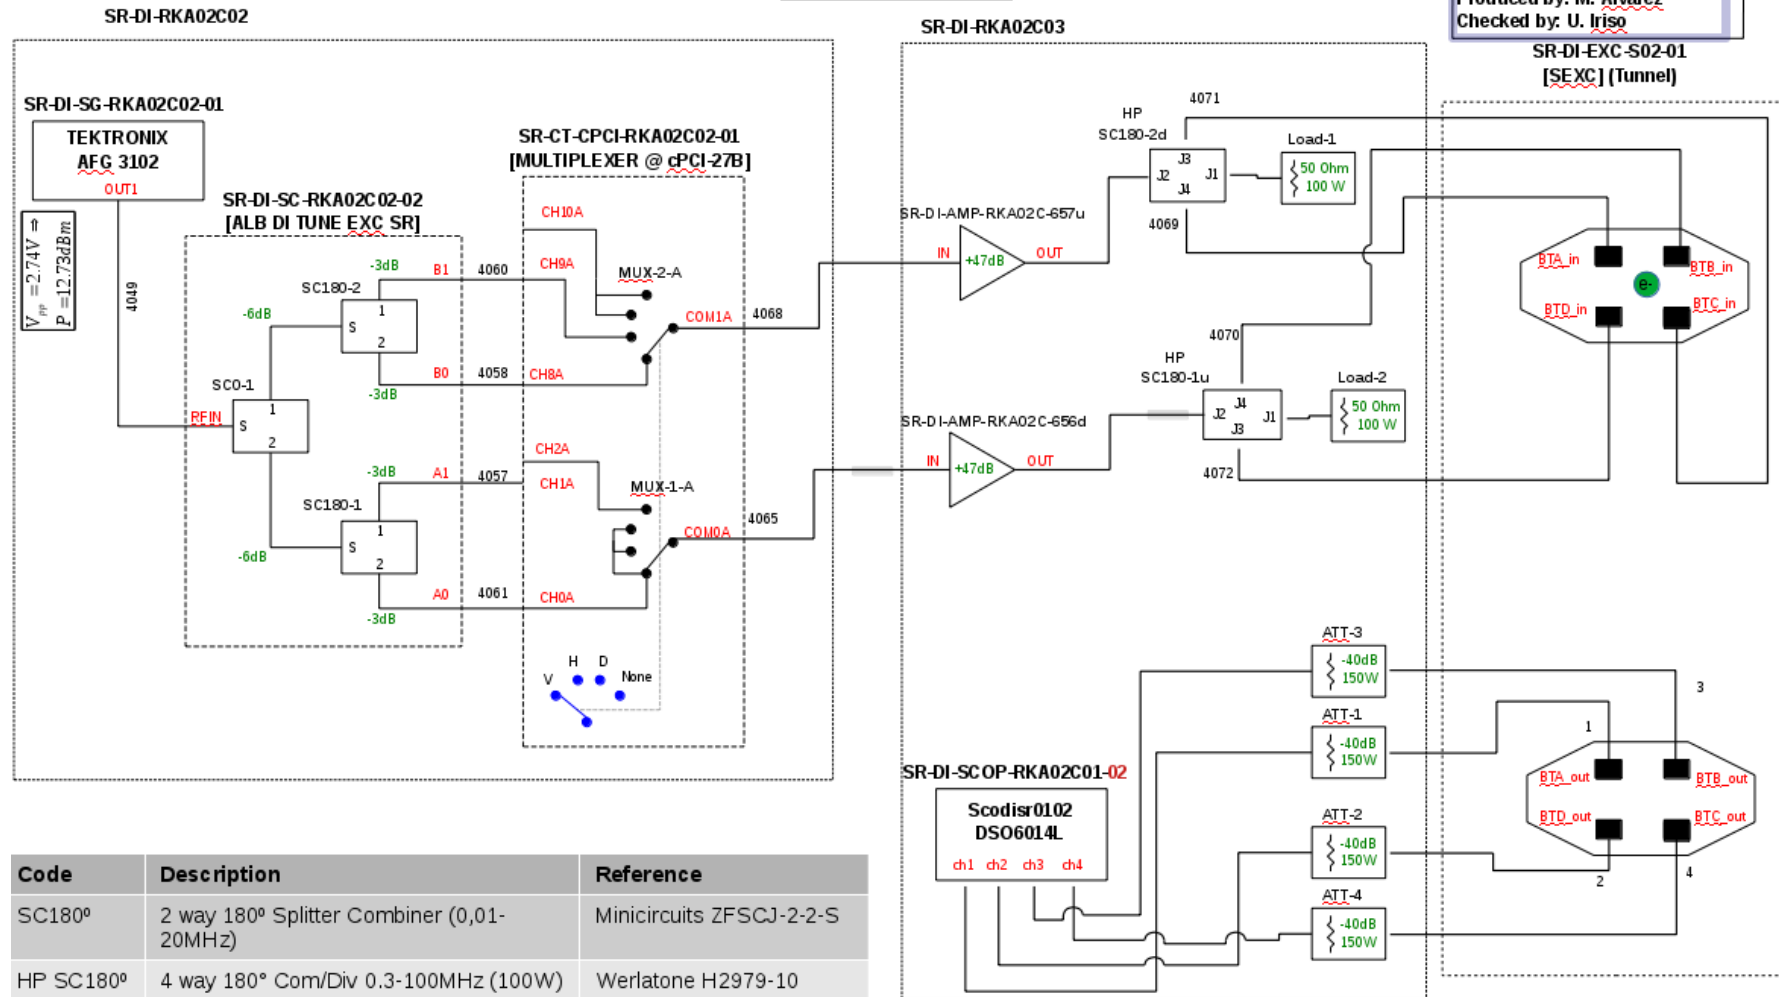 Produced by: M. Alvarez
Checked by: U. Iriso
SR-DI-RKA02C02
SR-DI-RKA02C03
SR-DI-EXC-S02-01
[SEXC] (Tunnel)
SR-DI-SG-RKA02C02-01
TEKTRONIX
AFG 3102
OUT1
V_pp=2.74V ⇒
P=12.73dBm
4049
SR-DI-SC-RKA02C02-02
[ALB DI TUNE EXC SR]
RFIN
SC0-1
S
1
2
-6dB
-6dB
SC180-2
S
1
2
-3dB
-3dB
B1
4060
B0
4058
SC180-1
S
1
2
-3dB
-3dB
A1
4057
A0
4061
SR-CT-CPCI-RKA02C02-01
[MULTIPLEXER @ cPCI-27B]
CH10A
CH9A
MUX-2-A
COM1A
4068
CH8A
CH2A
CH1A
MUX-1-A
COM0A
4065
CH0A
V
H
D
None
SR-DI-AMP-RKA02C-657u
IN
+47dB
OUT
HP
SC180-2d
J3
J2
J1
J4
4071
4069
Load-1
50 Ohm
100 W
SR-DI-AMP-RKA02C-656d
IN
+47dB
OUT
HP
SC180-1u
J4
J2
J1
J3
4070
4072
Load-2
50 Ohm
100 W
BTA_in
BTB_in
e-
BTD_in
BTC_in
ATT-3
-40dB
150W
3
ATT-1
-40dB
150W
1
ATT-2
-40dB
150W
2
ATT-4
-40dB
150W
4
BTA_out
BTB_out
BTD_out
BTC_out
SR-DI-SCOP-RKA02C01-02
Scodisr0102
DSO6014L
ch1 ch2 ch3 ch4
Code Description Reference
SC180º 2 way 180º Splitter Combiner (0,01-
20MHz) Minicircuits ZFSCJ-2-2-S
HP SC180º 4 way 180° Com/Div 0.3-100MHz (100W) Werlatone H2979-10